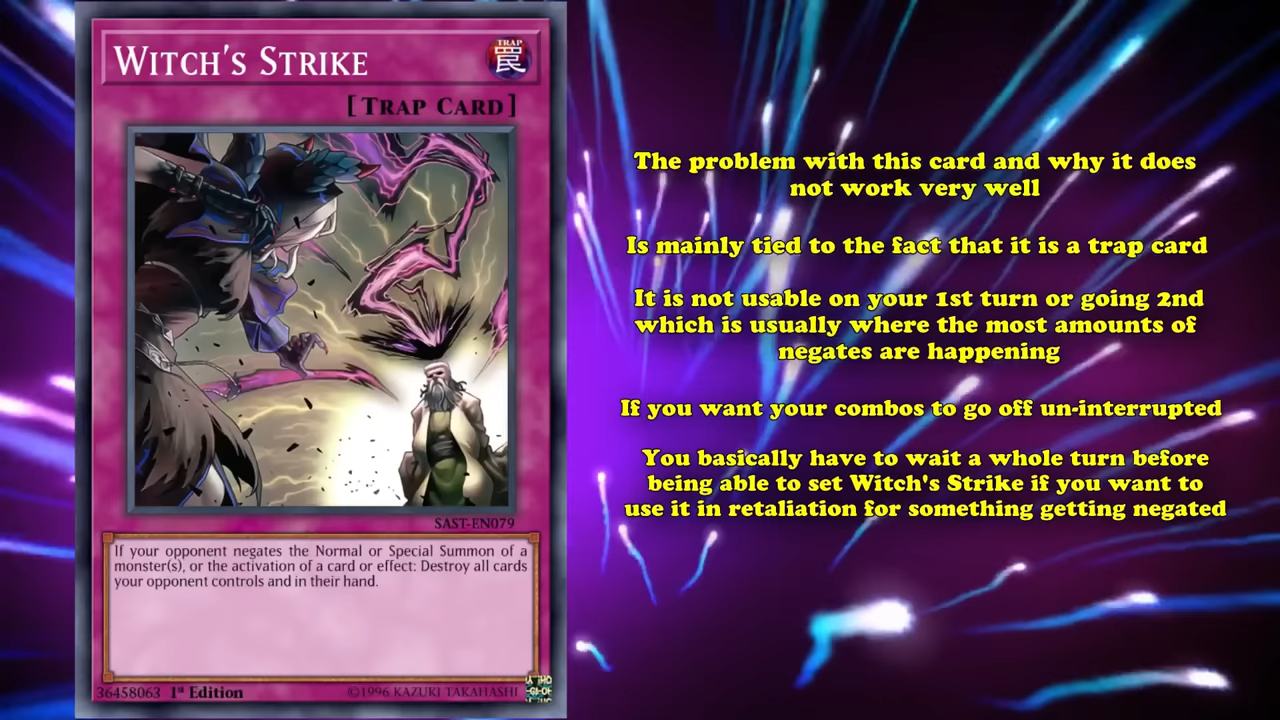 WITCH'S STRIKE
TRAP
罠
[TRAP CARD]
SAST-EN079
If your opponent negates the Normal or Special Summon of a
monster(s), or the activation of a card or effect: Destroy all cards
your opponent controls and in their hand.
36458063 1st Edition ©1996 KAZUKI TAKAHASHI
The problem with this card and why it does
not work very well
Is mainly tied to the fact that it is a trap card
It is not usable on your 1st turn or going 2nd
which is usually where the most amounts of
negates are happening
If you want your combos to go off un-interrupted
You basically have to wait a whole turn before
being able to set Witch's Strike if you want to
use it in retaliation for something getting negated